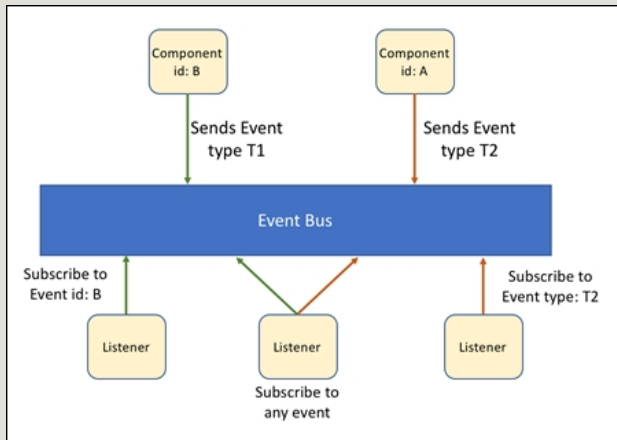 Component
id: B
Component
id: A
Sends Event
type T1
Sends Event
type T2
Event Bus
Subscribe to
Event id: B
Subscribe to
Event type: T2
Listener
Listener
Listener
Subscribe to
any event